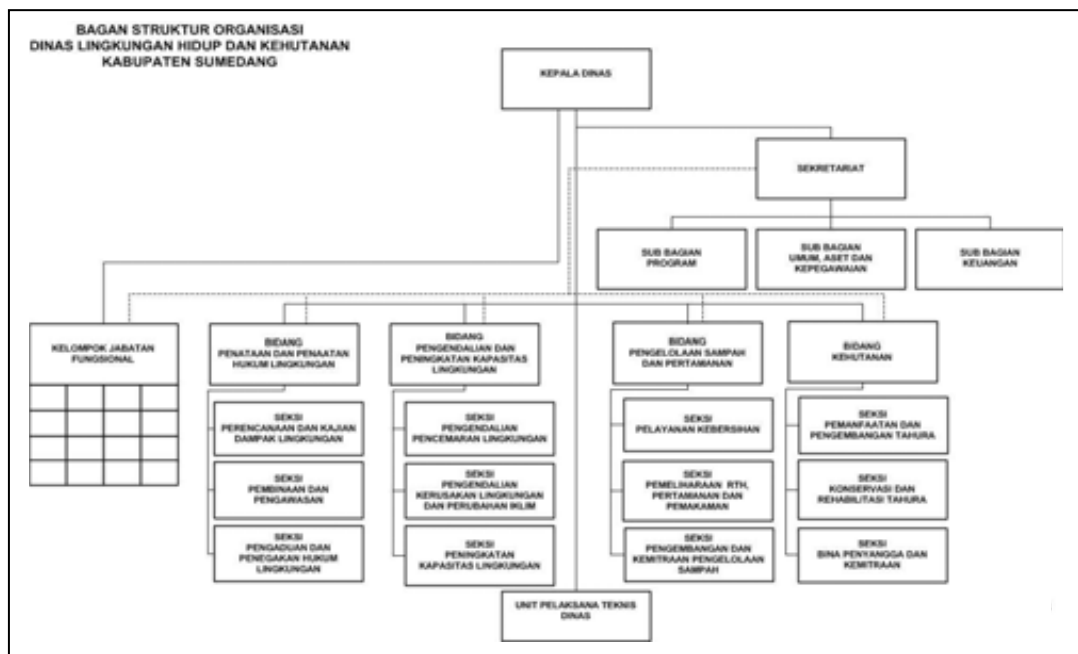 BAGAN STRUKTUR ORGANISASI
DINAS LINGKUNGAN HIDUP DAN KEHUTANAN
KABUPATEN SUMEDANG
KEPALA DINAS
SEKRETARIAT
SUB BAGIAN
PROGRAM
SUB BAGIAN
UMUM, ASET DAN
KEPEGAWAIAN
SUB BAGIAN
KEUANGAN
KELOMPOK JABATAN
FUNGSIONAL
BIDANG
PENATAAN DAN PENAATAN
HUKUM LINGKUNGAN
SEKSI
PERENCANAAN DAN KAJIAN
DAMPAK LINGKUNGAN
SEKSI
PEMBINAAN DAN
PENGAWASAN
SEKSI
PENGADUAN DAN
PENEGAKAN HUKUM
LINGKUNGAN
BIDANG
PENGENDALIAN DAN
PENINGKATAN KAPASITAS
LINGKUNGAN
SEKSI
PENGENDALIAN
PENCEMARAN LINGKUNGAN
SEKSI
PENGENDALIAN
KERUSAKAN LINGKUNGAN
DAN PERUBAHAN IKLIM
SEKSI
PENINGKATAN
KAPASITAS LINGKUNGAN
BIDANG
PENGELOLAAN SAMPAH
DAN PERTAMANAN
SEKSI
PELAYANAN KEBERSIHAN
SEKSI
PEMELIHARAAN RTH,
PERTAMANAN DAN
PEMAKAMAN
SEKSI
PENGEMBANGAN DAN
KEMITRAAN PENGELOLAAN
SAMPAH
BIDANG
KEHUTANAN
SEKSI
PEMANFAATAN DAN
PENGEMBANGAN TAHURA
SEKSI
KONSERVASI DAN
REHABILITASI TAHURA
SEKSI
BINA PENYANGGA DAN
KEMITRAAN
UNIT PELAKSANA TEKNIS
DINAS